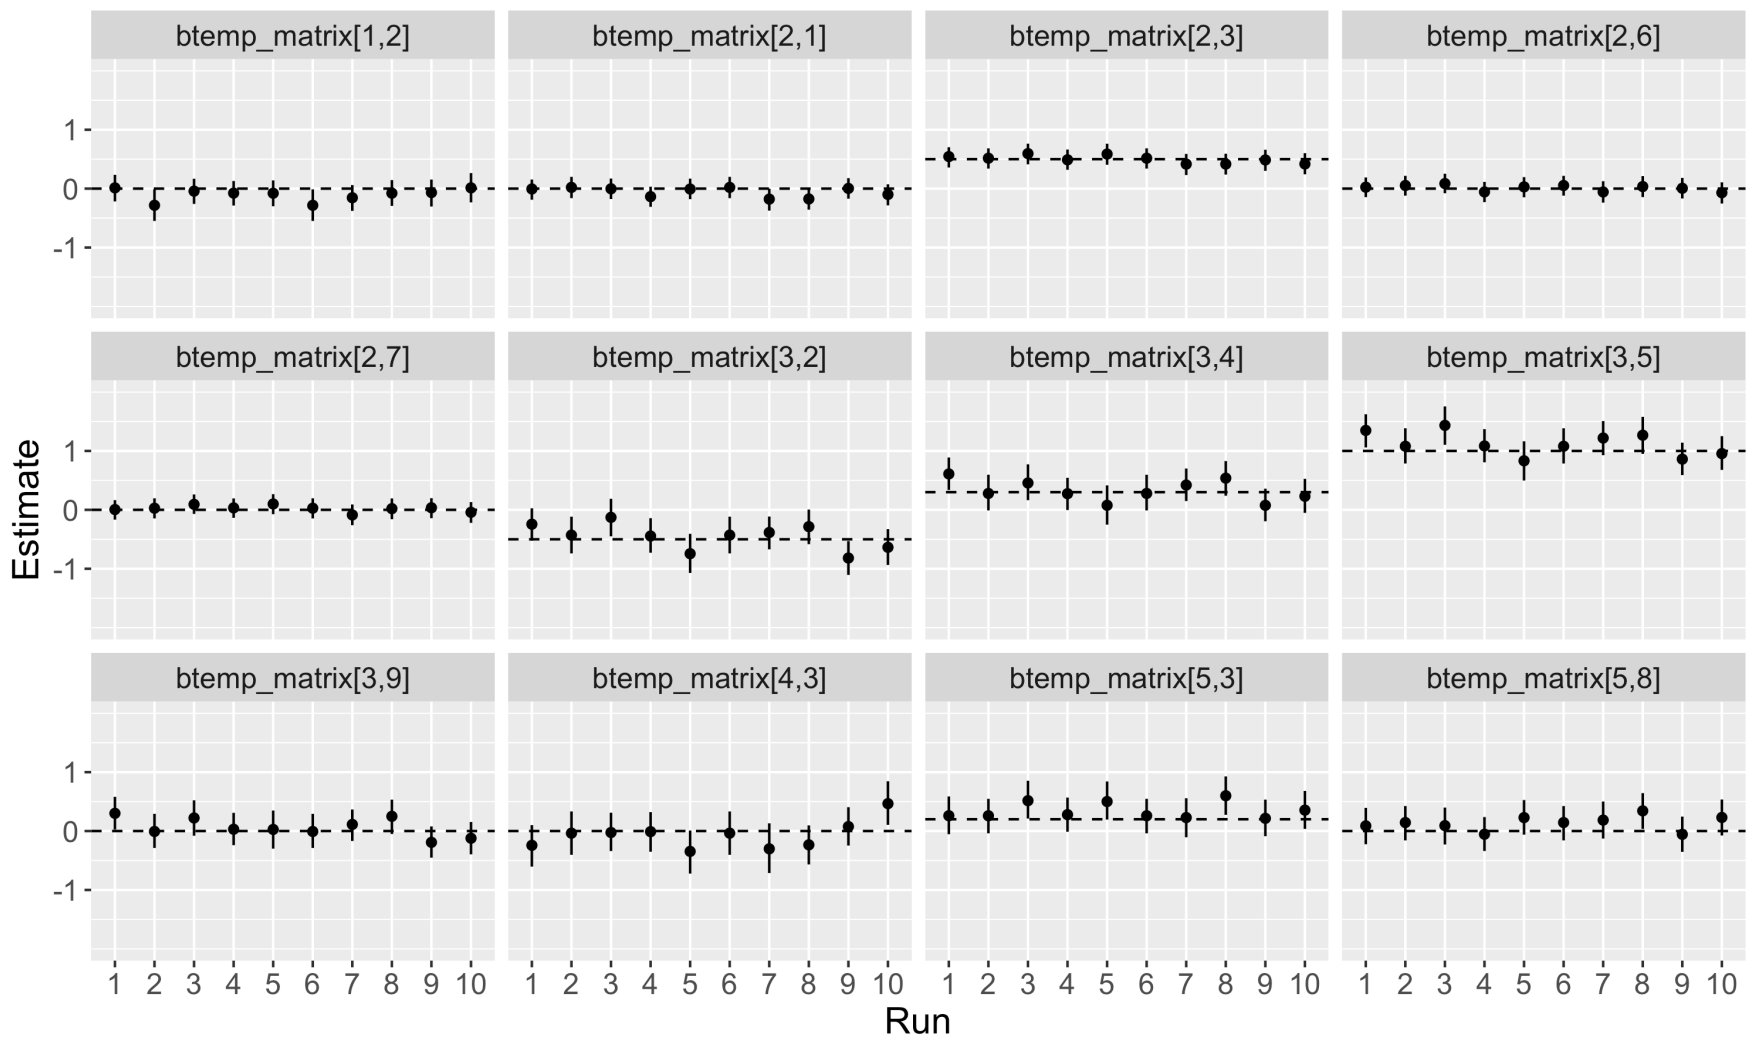 btemp_matrix[1,2] btemp_matrix[2,1] btemp_matrix[2,3] btemp_matrix[2,6]
1
0
-1
btemp_matrix[2,7] btemp_matrix[3,2] btemp_matrix[3,4] btemp_matrix[3,5]
1
0
-1
Estimate
btemp_matrix[3,9] btemp_matrix[4,3] btemp_matrix[5,3] btemp_matrix[5,8]
1
0
-1
1 2 3 4 5 6 7 8 9 10 1 2 3 4 5 6 7 8 9 10 1 2 3 4 5 6 7 8 9 10 1 2 3 4 5 6 7 8 9 10
Run